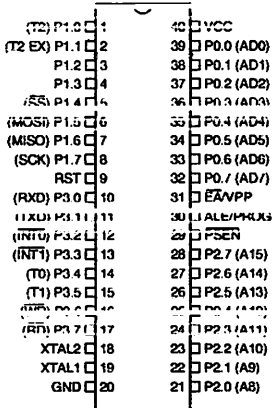 (T2) P1.0 1 40 VCC
(T2 EX) P1.1 2 39 P0.0 (AD0)
P1.2 3 38 P0.1 (AD1)
P1.3 4 37 P0.2 (AD2)
(SS) P1.4 5 36 P0.3 (AD3)
(MOSI) P1.5 6 35 P0.4 (AD4)
(MISO) P1.6 7 34 P0.5 (AD5)
(SCK) P1.7 8 33 P0.6 (AD6)
RST 9 32 P0.7 (AD7)
(RXD) P3.0 10 31 EA/VPP
(TXD) P3.1 11 30 ALE/PROG
(INT0) P3.2 12 29 PSEN
(INT1) P3.3 13 28 P2.7 (A15)
(T0) P3.4 14 27 P2.6 (A14)
(T1) P3.5 15 26 P2.5 (A13)
(RD) P3.7 17 24 P2.3 (A11)
XTAL2 18 23 P2.2 (A10)
XTAL1 19 22 P2.1 (A9)
GND 20 21 P2.0 (A8)